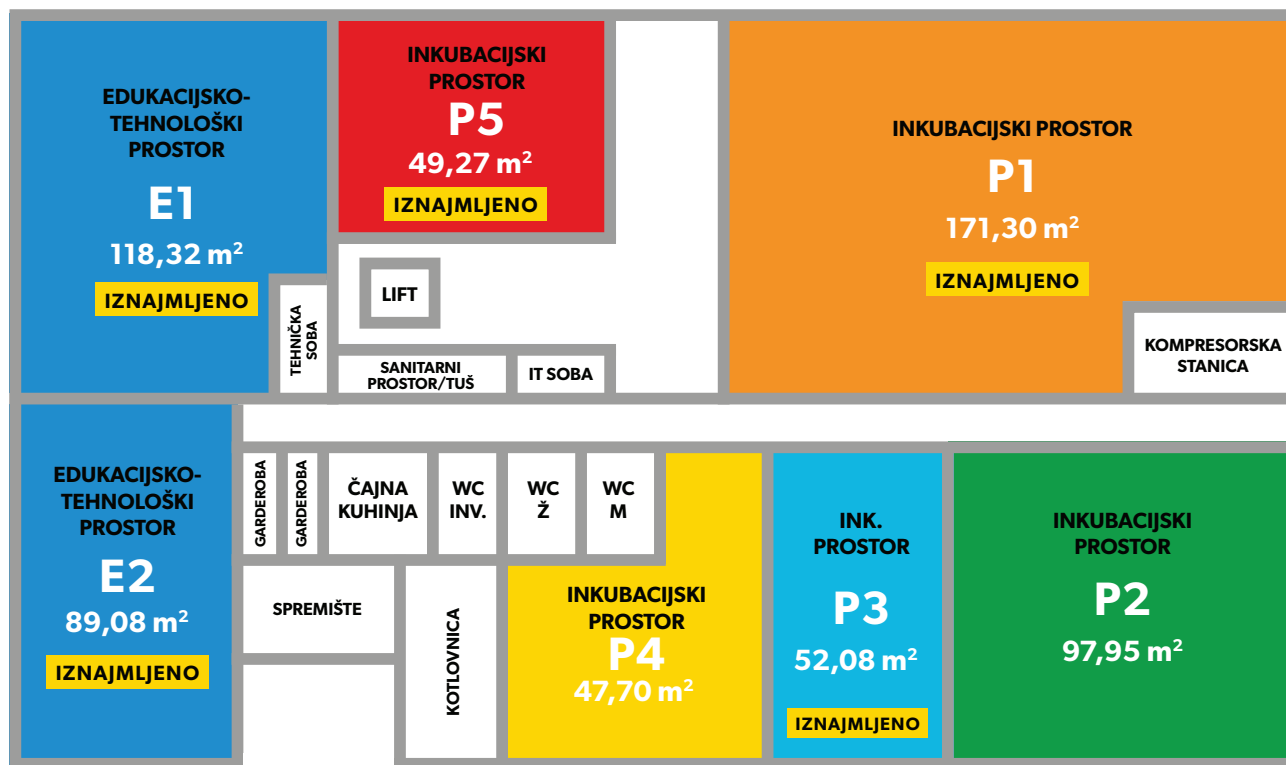 EDUKACIJSKO-
TEHNOLOŠKI
PROSTOR
E1
118,32 m²
IZNAJMLJENO
INKUBACIJSKI
PROSTOR
P5
49,27 m²
IZNAJMLJENO
INKUBACIJSKI PROSTOR
P1
171,30 m²
IZNAJMLJENO
TEHNIČKA
SOBA
LIFT
SANITARNI
PROSTOR/TUŠ
IT SOBA
KOMPRESORSKA
STANICA
EDUKACIJSKO-
TEHNOLOŠKI
PROSTOR
E2
89,08 m²
IZNAJMLJENO
GARDEROBA
GARDEROBA
ČAJNA
KUHINJA
WC
INV.
WC
Ž
WC
M
SPREMIŠTE
KOTLOVNICA
INKUBACIJSKI
PROSTOR
P4
47,70 m²
INK.
PROSTOR
P3
52,08 m²
IZNAJMLJENO
INKUBACIJSKI
PROSTOR
P2
97,95 m²